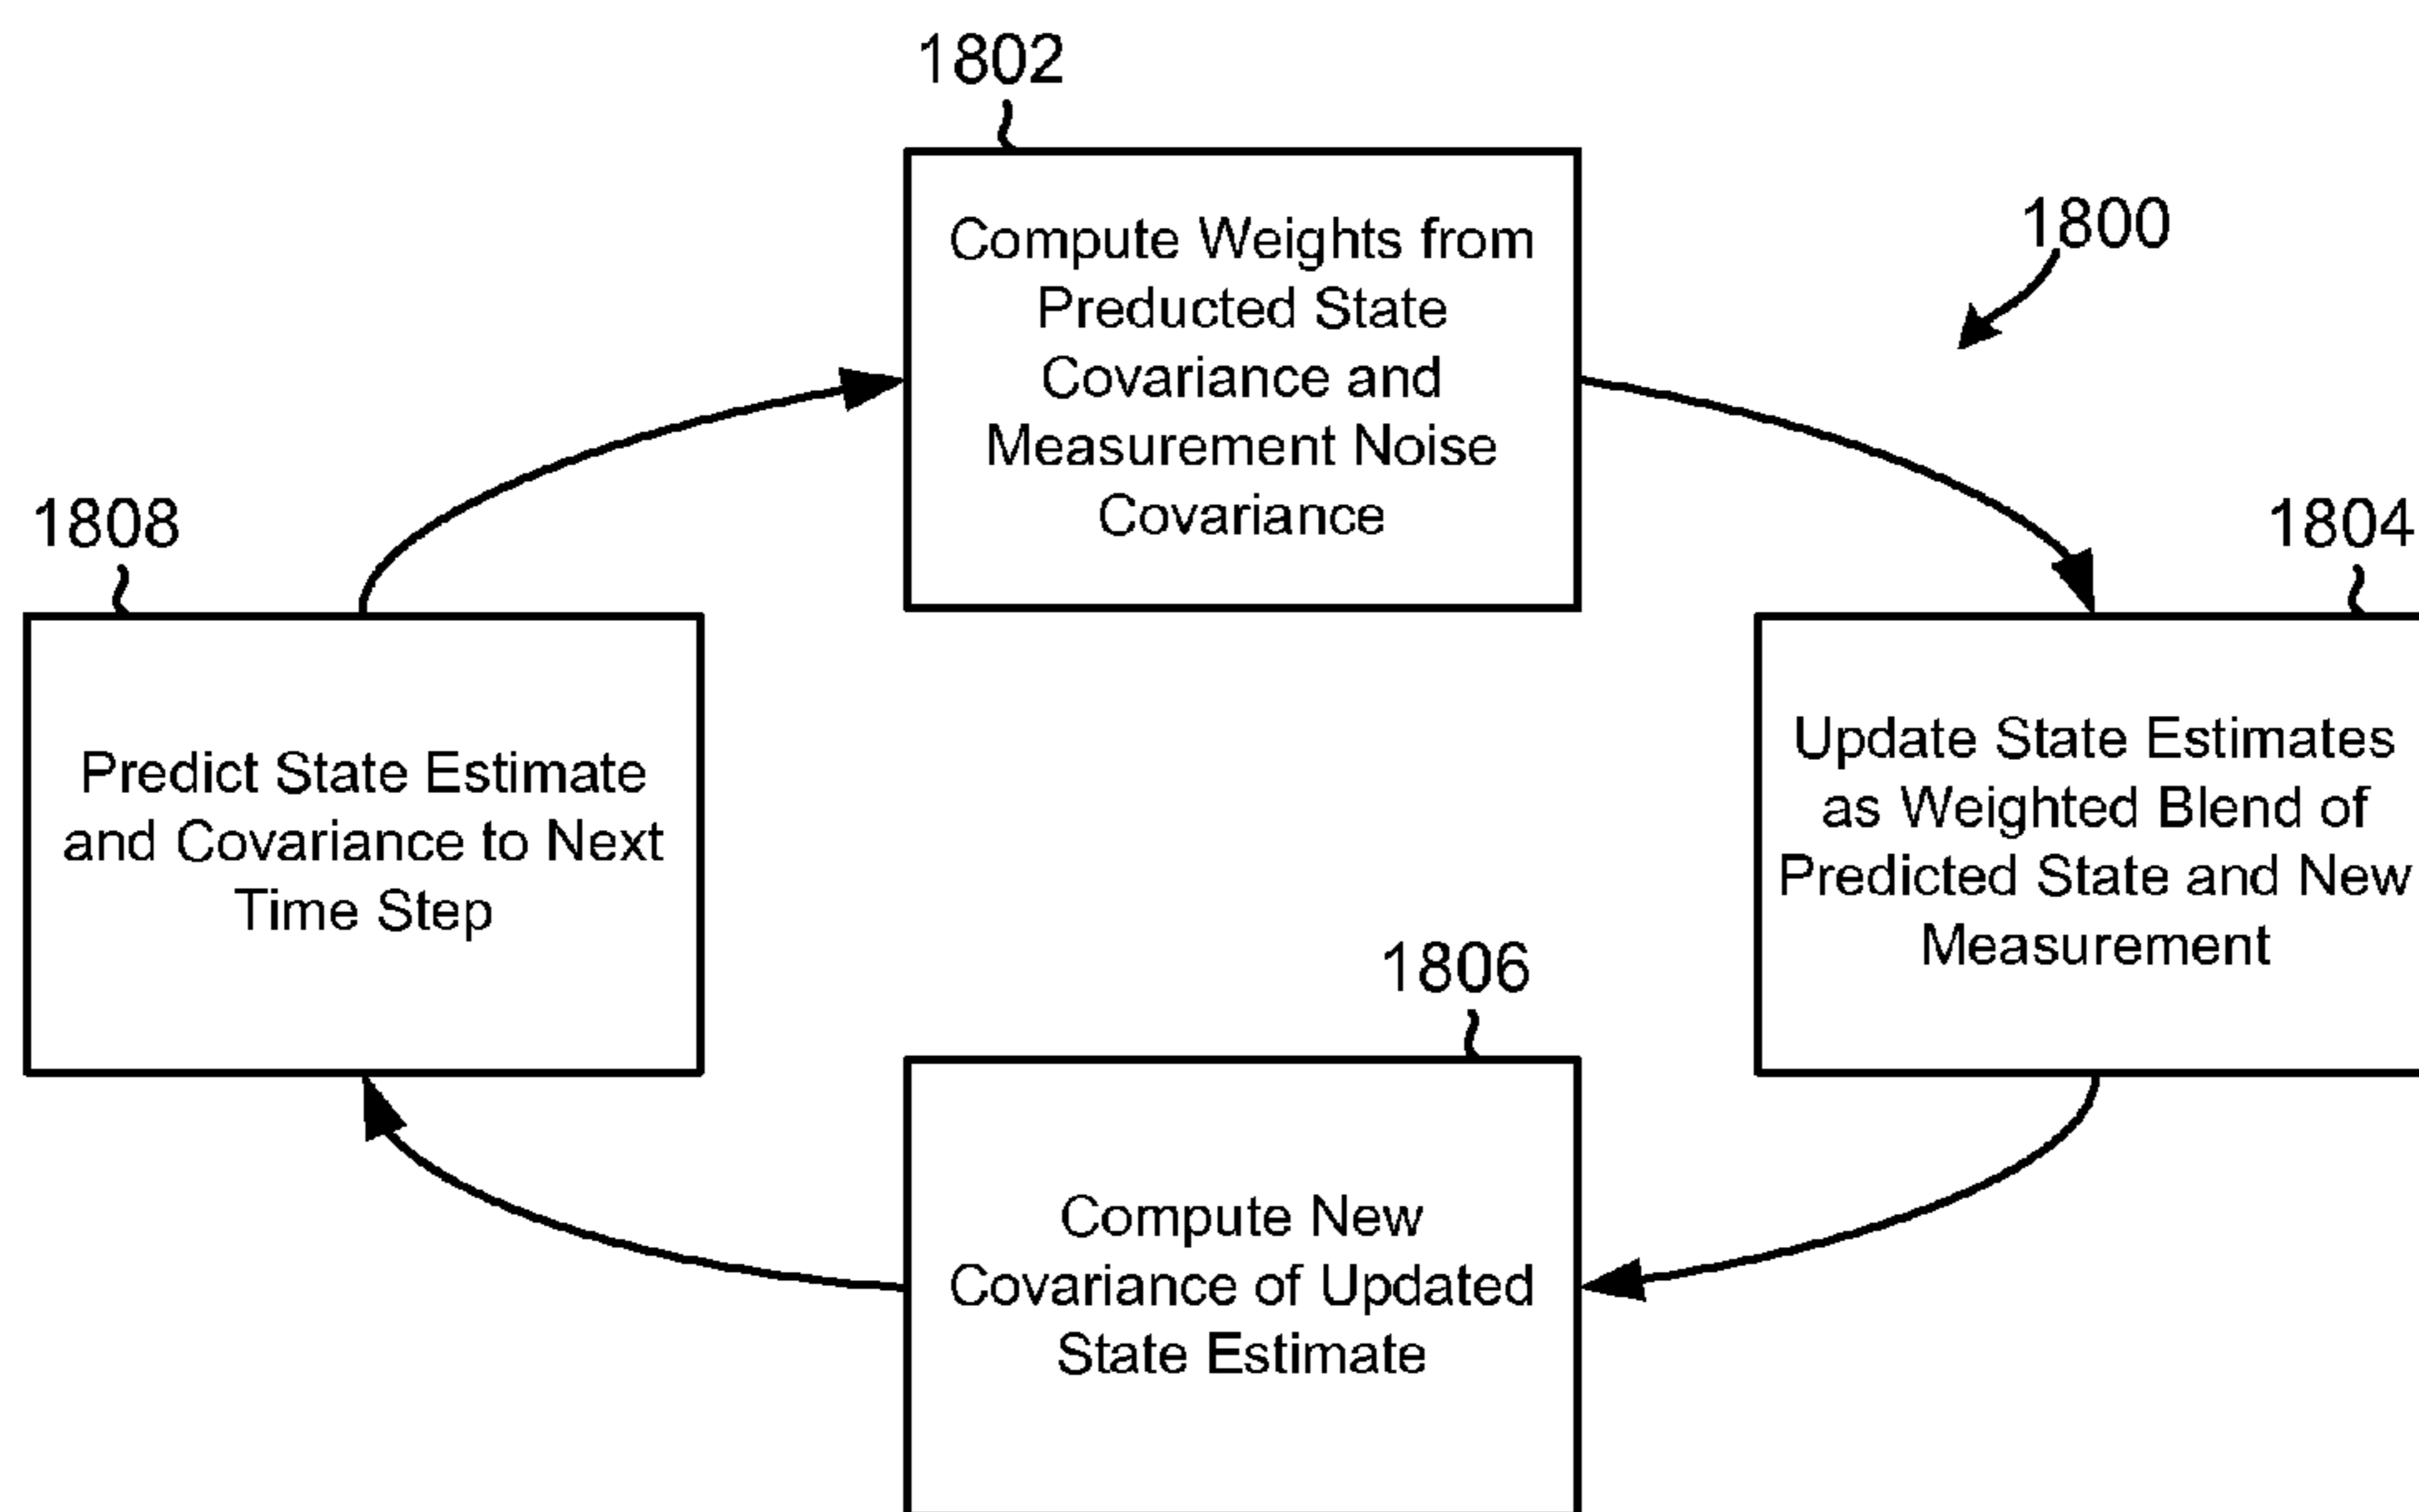 1802
Compute Weights from
Preducted State
Covariance and
Measurement Noise
Covariance
1800
1804
Update State Estimates
as Weighted Blend of
Predicted State and New
Measurement
1806
Compute New
Covariance of Updated
State Estimate
1808
Predict State Estimate
and Covariance to Next
Time Step